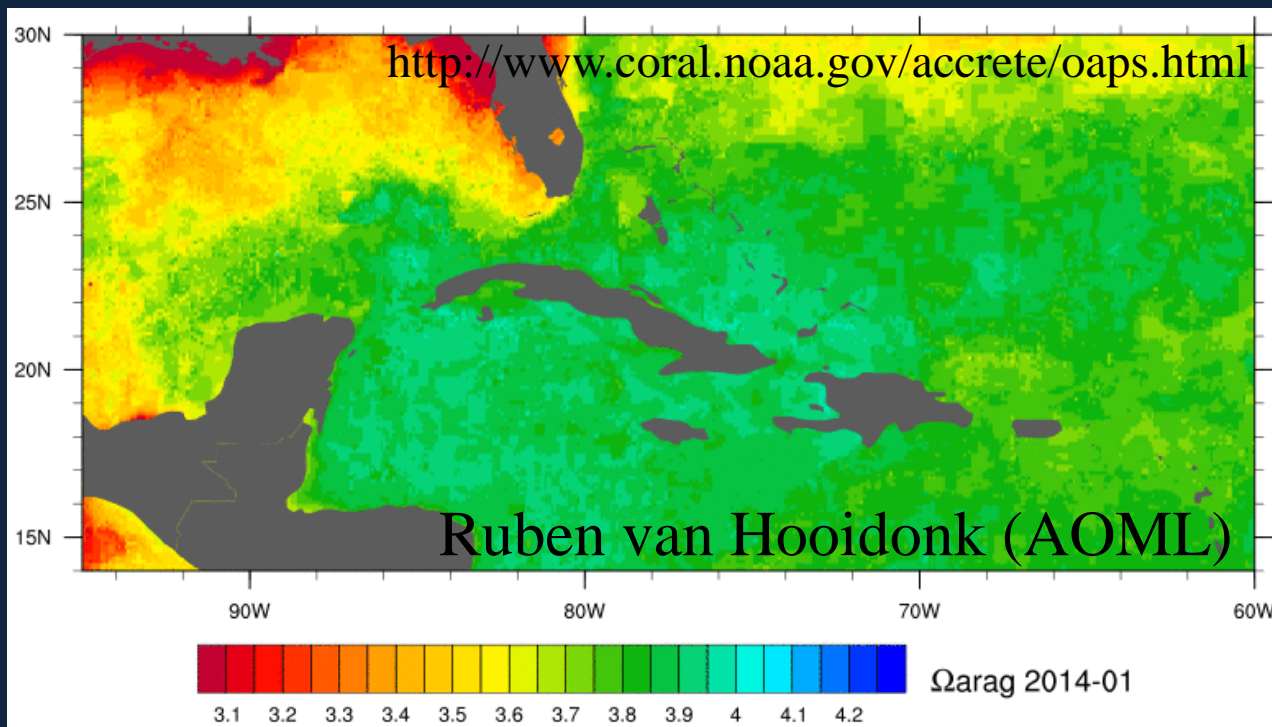 30N
http://www.coral.noaa.gov/accrete/oaps.html
25N
20N
15N
Ruben van Hooidonk (AOML)
90W 80W 70W 60W
Ωarag 2014-01
3.1 3.2 3.3 3.4 3.5 3.6 3.7 3.8 3.9 4 4.1 4.2